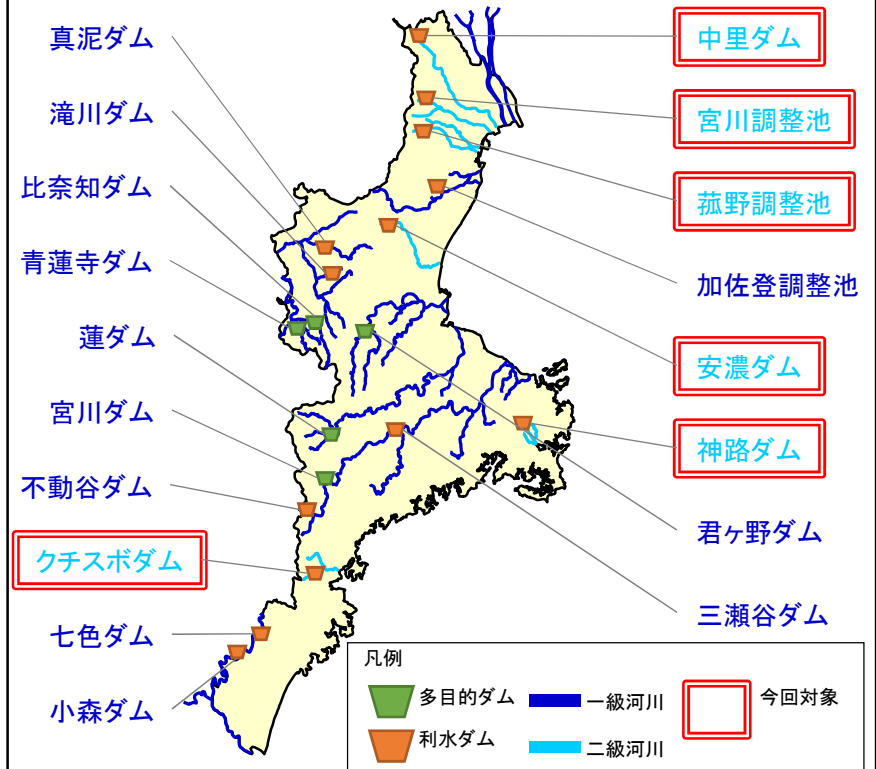 真泥ダム
滝川ダム
比奈知ダム
青蓮寺ダム
蓮ダム
宮川ダム
不動谷ダム
クチスボダム
七色ダム
小森ダム
中里ダム
宮川調整池
菰野調整池
加佐登調整池
安濃ダム
神路ダム
君ヶ野ダム
三瀬谷ダム
凡例
多目的ダム
利水ダム
一級河川
二級河川
今回対象